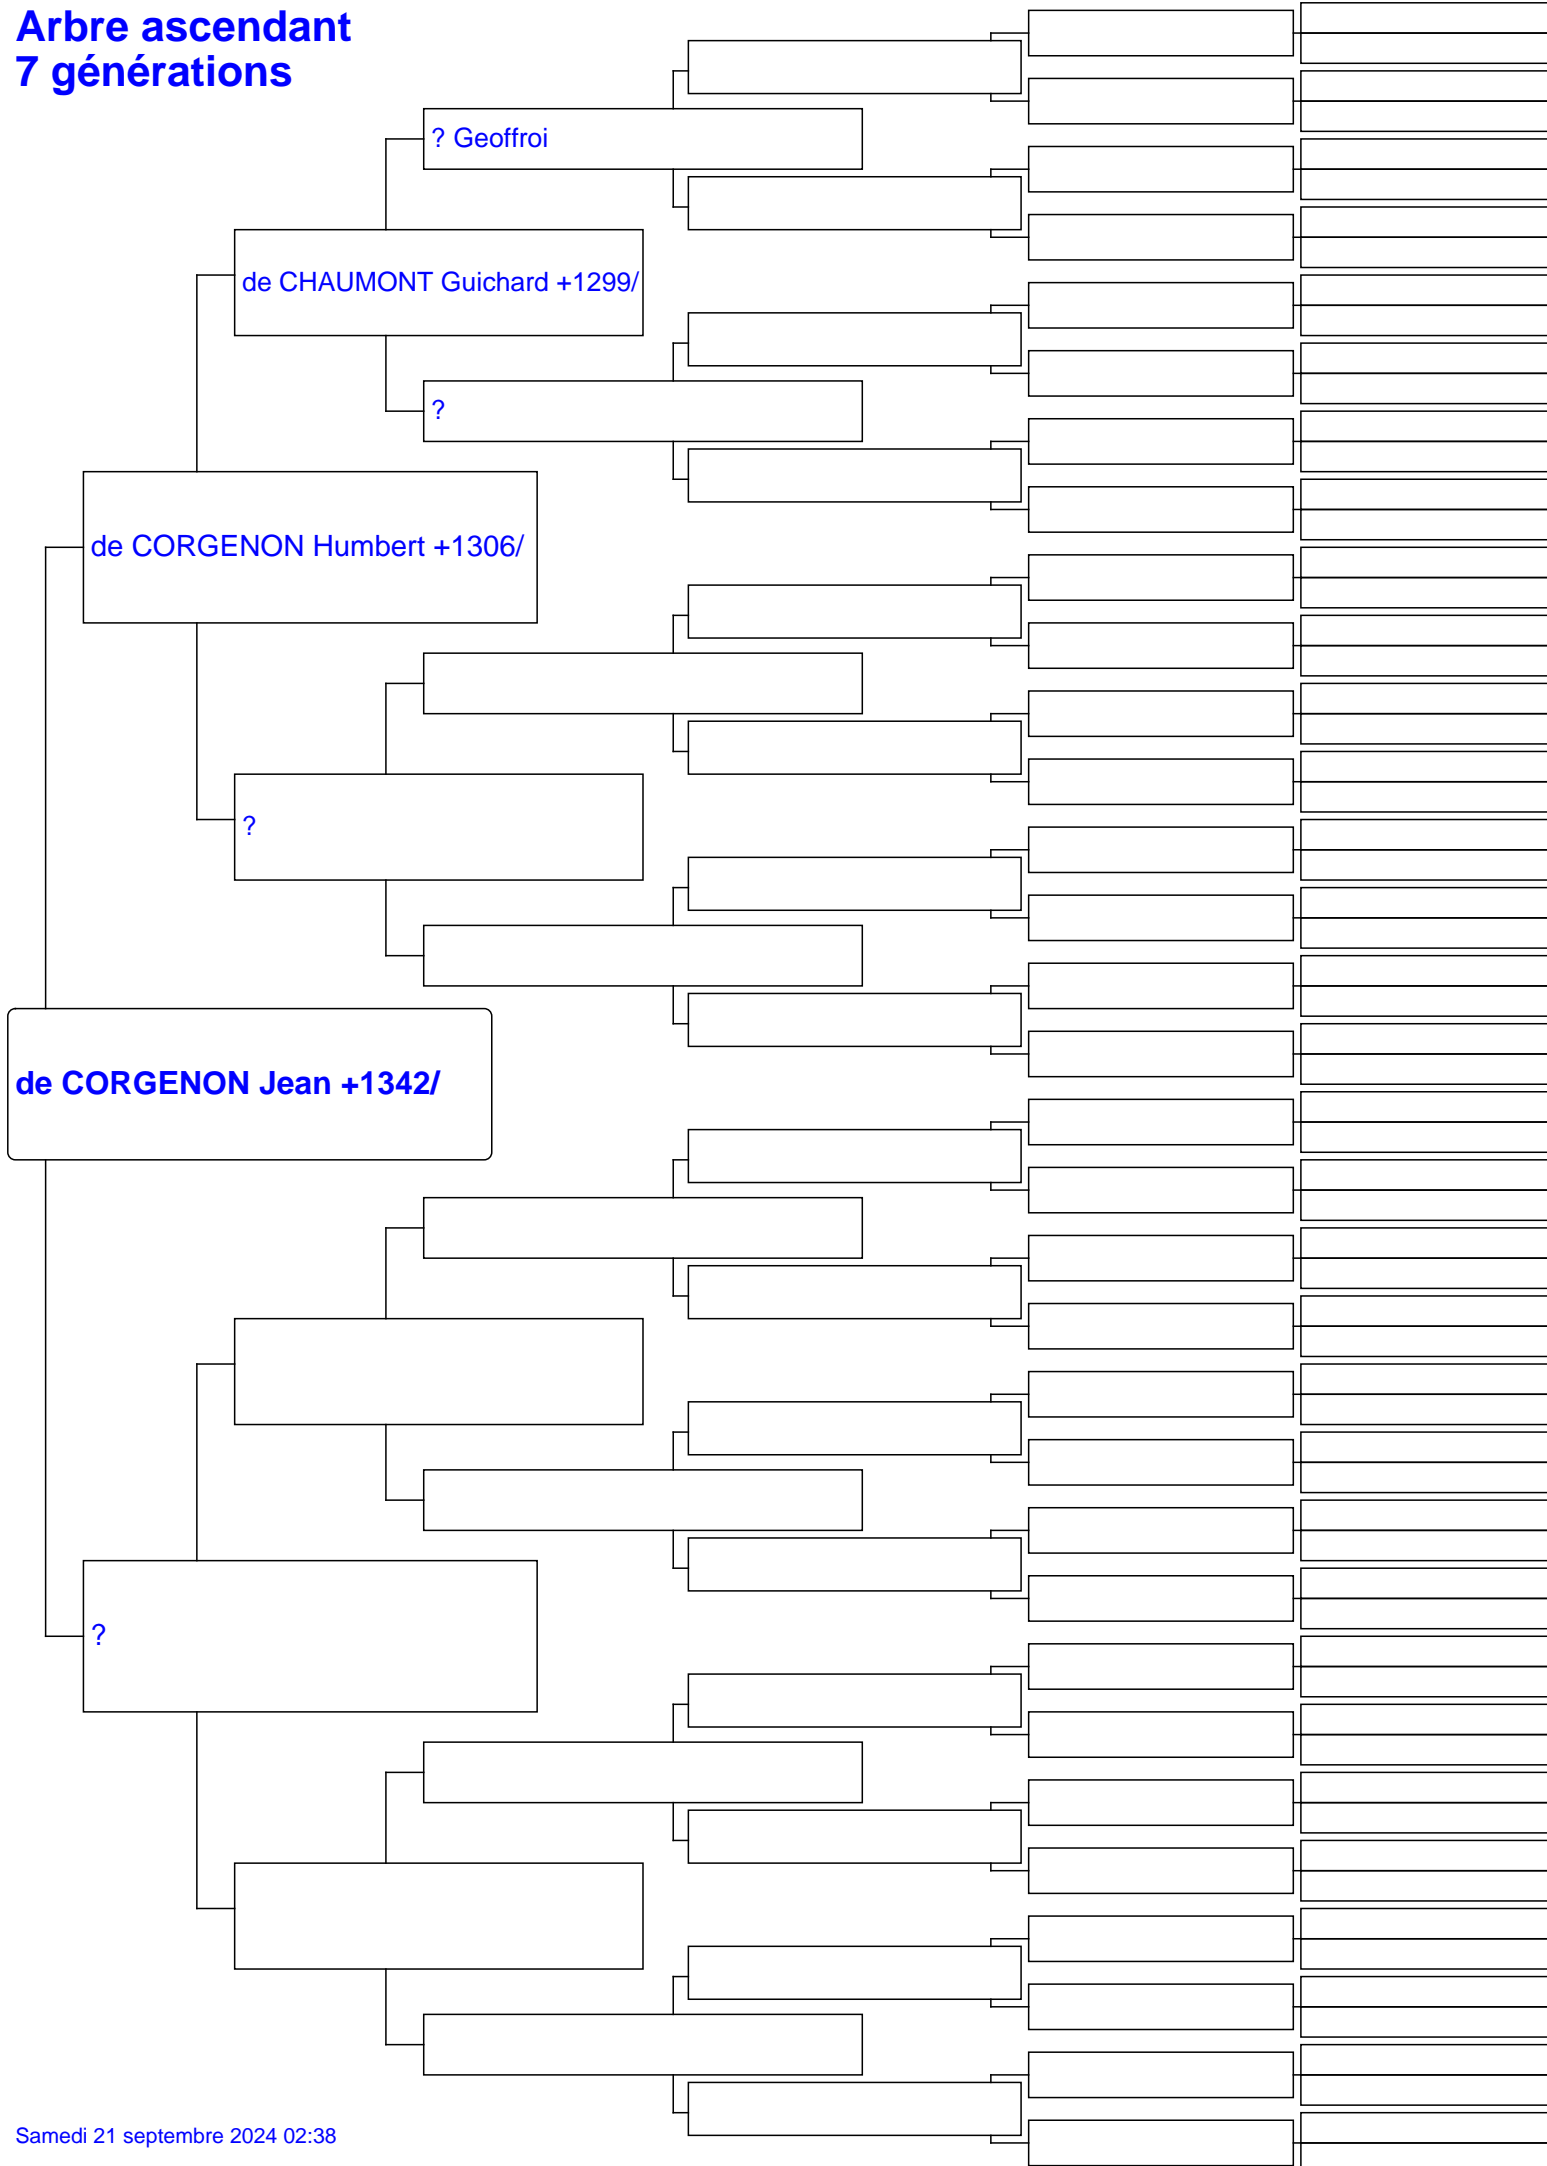 Arbre ascendant
7 générations
? Geoffroi
de CHAUMONT Guichard +1299/
?
de CORGENON Humbert +1306/
?
de CORGENON Jean +1342/
?
Samedi 21 septembre 2024 02:38